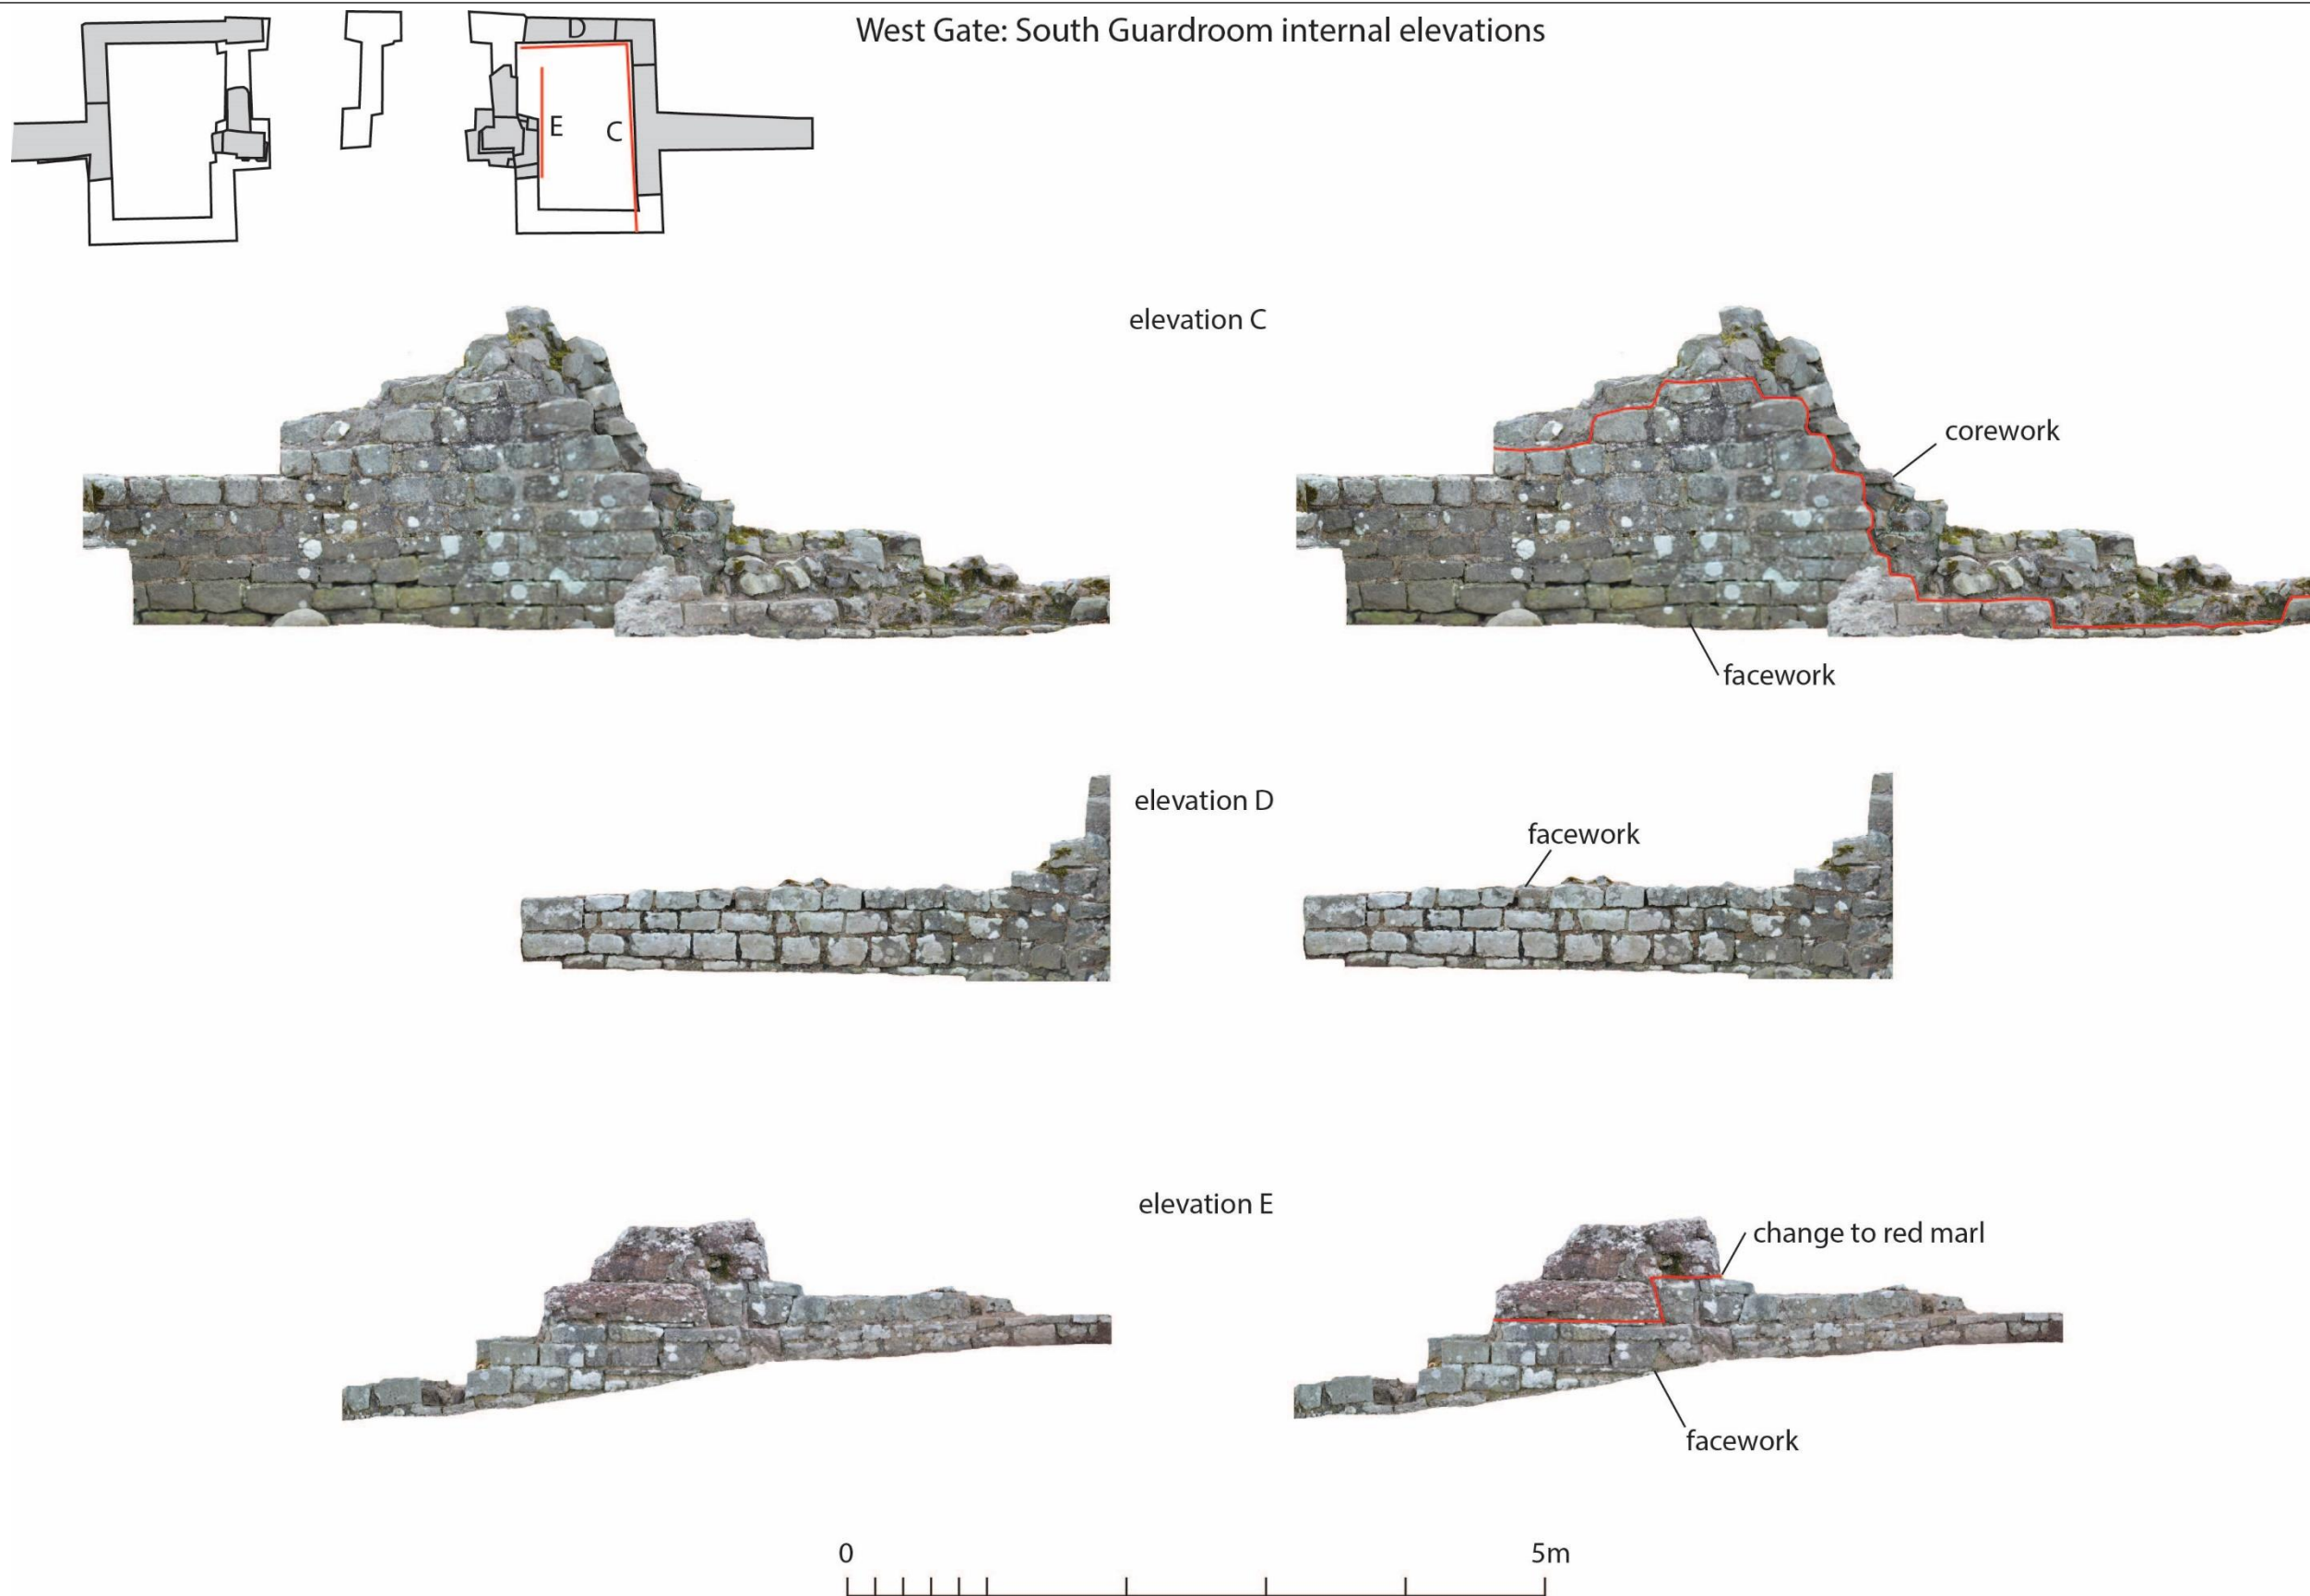 West Gate: South Guardroom internal elevations
D
E
C
elevation C
corework
facework
elevation D
facework
elevation E
change to red marl
facework
0
5m